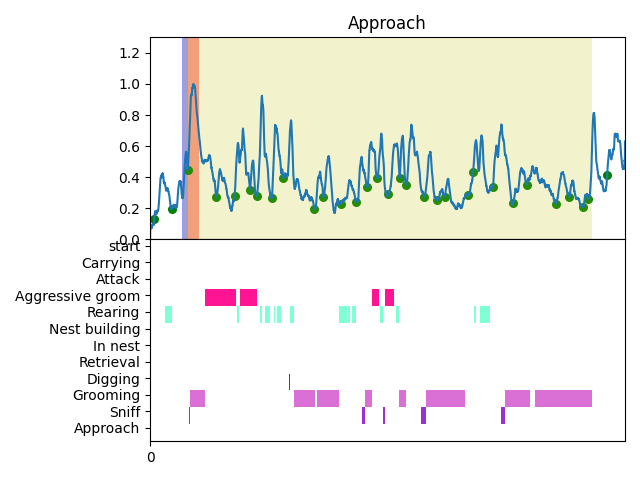 Approach
1.2
1.0
0.8
0.6
0.4
0.2
0.0
start
Carrying
Attack
Aggressive groom
Rearing
Nest building
In nest
Retrieval
Digging
Grooming
Sniff
Approach
0